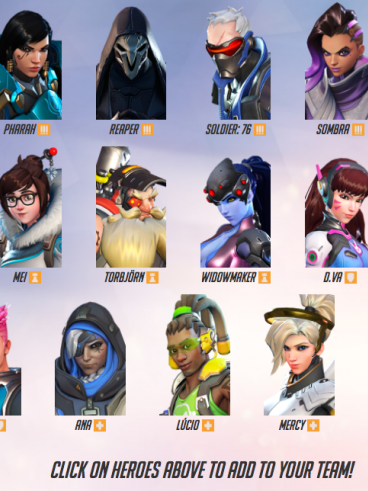 PHARAH REAPER SOLDIER: 76 SOMBRA
MEI TORBJÖRN WIDOWMAKER D.VA
ANA LÚCIO MERCY
CLICK ON HEROES ABOVE TO ADD TO YOUR TEAM!